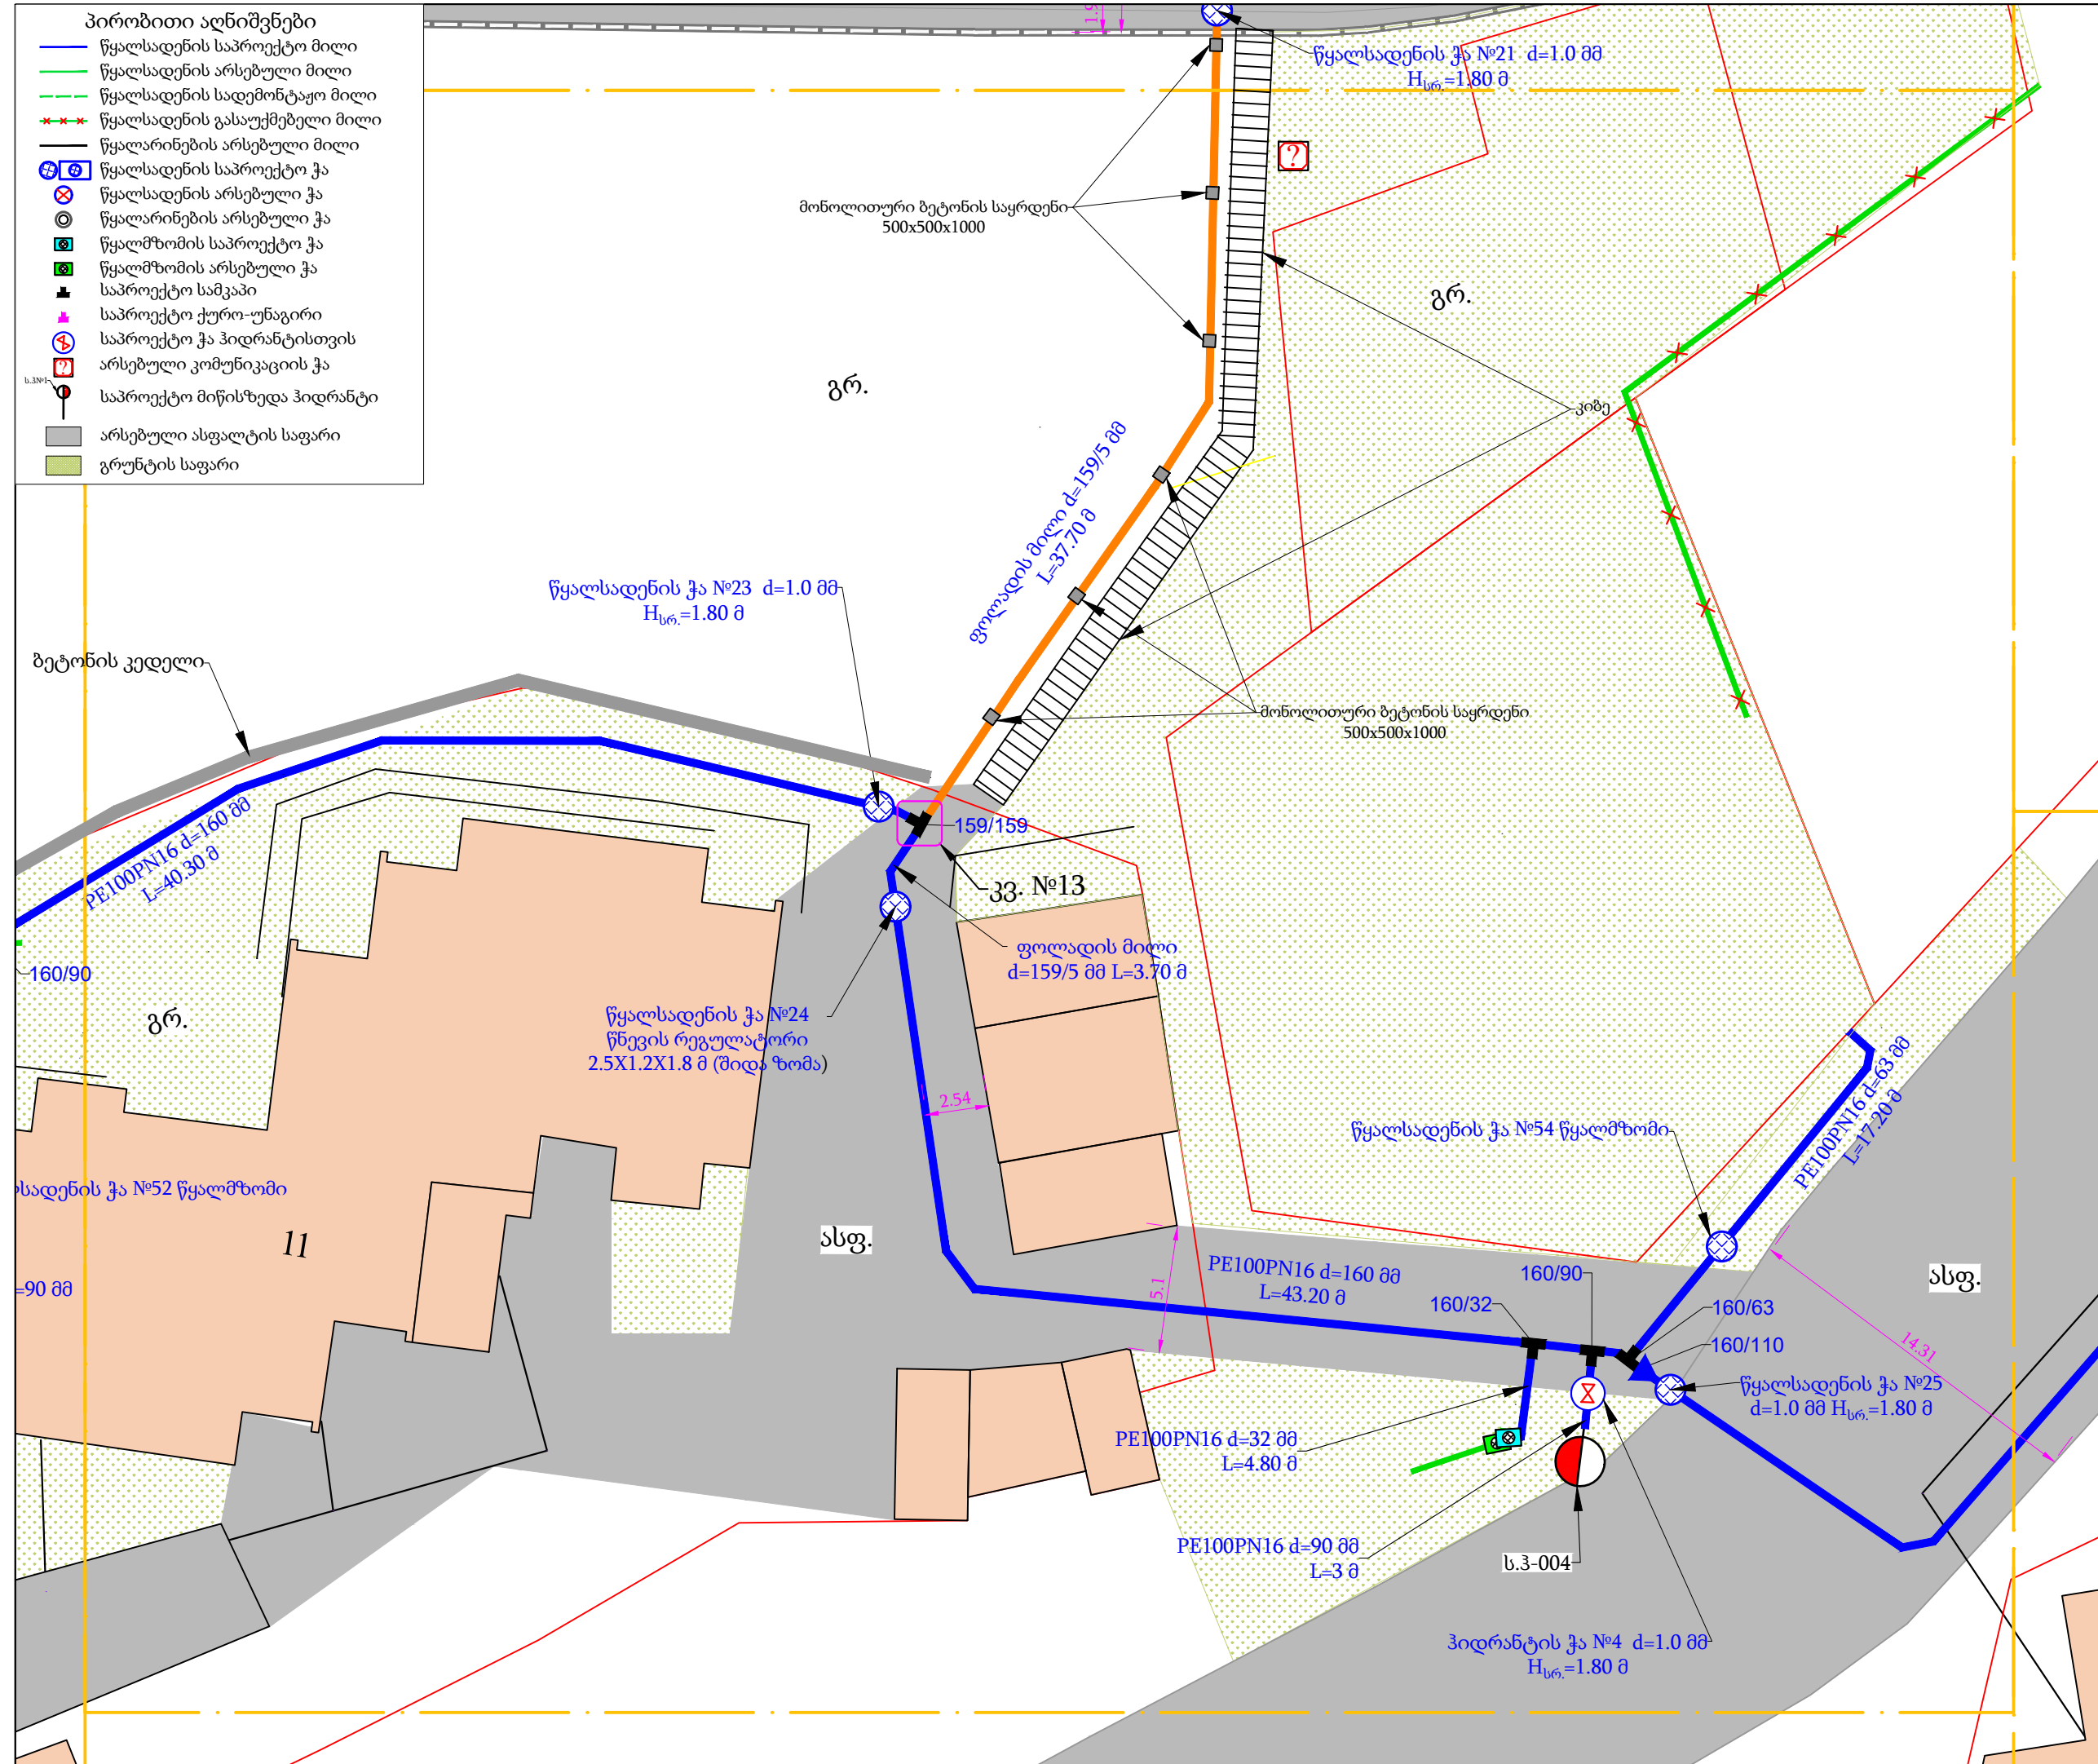 პირობითი აღნიშვნები
წყალსადენის საპროექტო მილი
წყალსადენის არსებული მილი
წყალსადენის სადემონტაჟო მილი
წყალსადენის გასაუქმებელი მილი
წყალარინების არსებული მილი
წყალსადენის საპროექტო ჭა
წყალსადენის არსებული ჭა
წყალარინების არსებული ჭა
წყალმზომის საპროექტო ჭა
წყალმზომის არსებული ჭა
საპროექტო სამკაპი
საპროექტო ქურო-უნაგირი
საპროექტო ჭა ჰიდრანტისთვის
?
არსებული კომუნიკაციის ჭა
ს.ჰ№1
საპროექტო მიწისზედა ჰიდრანტი
არსებული ასფალტის საფარი
გრუნტის საფარი
წყალსადენის ჭა №21 d=1.0 მმ
Hსრ.=1.80 მ
?
მონოლითური ბეტონის საყრდენი
500x500x1000
გრ.
გრ.
კიბე
ფოლადის მილი d=159/5 მმ
L=37.70 მ
წყალსადენის ჭა №23 d=1.0 მმ
Hსრ.=1.80 მ
ბეტონის კედელი
მონოლითური ბეტონის საყრდენი
500x500x1000
PE100PN16 d=160 მმ
L=40.30 მ
159/159
კვ. №13
ფოლადის მილი
d=159/5 მმ L=3.70 მ
160/90
გრ.
წყალსადენის ჭა №24
წნევის რეგულატორი
2.5X1.2X1.8 მ (შიდა ზომა)
2.54
წყალსადენის ჭა №54 წყალმზომი
PE100PN16 d=63 მმ
L=17.20 მ
სადენის ჭა №52 წყალმზომი
11
ასფ.
=90 მმ
5.1
PE100PN16 d=160 მმ
L=43.20 მ
160/90
160/32
160/63
160/110
ასფ.
14.31
წყალსადენის ჭა №25
d=1.0 მმ Hსრ.=1.80 მ
PE100PN16 d=32 მმ
L=4.80 მ
PE100PN16 d=90 მმ
L=3 მ
ს.ჰ-004
ჰიდრანტის ჭა №4 d=1.0 მმ
Hსრ.=1.80 მ